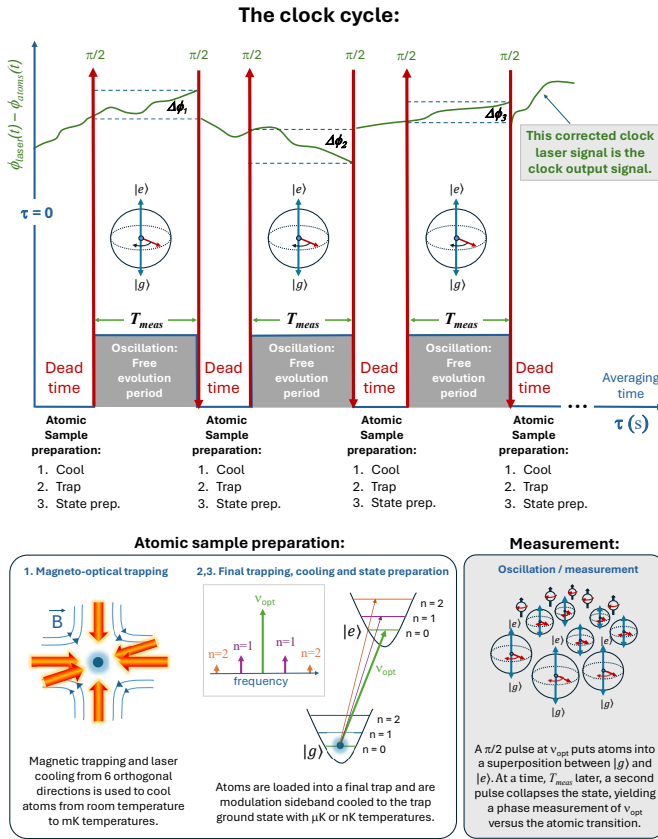 The clock cycle:
π/2 π/2 π/2 π/2 π/2 π/2
ϕlaser(t) − ϕatoms(t)
Δϕ1
Δϕ2
Δϕ3
This corrected clock
laser signal is the
clock output signal.
τ = 0
|e⟩ |e⟩ |e⟩
|g⟩ |g⟩ |g⟩
Tmeas Tmeas Tmeas
Dead
time
Oscillation:
Free
evolution
period
Dead
time
Oscillation:
Free
evolution
period
Dead
time
Oscillation:
Free
evolution
period
Dead
time
...
Averaging
time
τ (s)
Atomic
Sample
preparation:
1. Cool
2. Trap
3. State prep.
Atomic
Sample
preparation:
1. Cool
2. Trap
3. State prep.
Atomic
Sample
preparation:
1. Cool
2. Trap
3. State prep.
Atomic
Sample
preparation:
1. Cool
2. Trap
3. State prep.
Atomic sample preparation:
1. Magneto-optical trapping
B
Magnetic trapping and laser
cooling from 6 orthogonal
directions is used to cool
atoms from room temperature
to mK temperatures.
2,3. Final trapping, cooling and state preparation
νopt
n=1 n=1
n=2 n=2
frequency
n = 2
n = 1
n = 0
|e⟩
νopt
n = 2
n = 1
n = 0
|g⟩
Atoms are loaded into a final trap and are
modulation sideband cooled to the trap
ground state with μK or nK temperatures.
Measurement:
Oscillation / measurement
|e⟩ |e⟩ |e⟩
|g⟩ |g⟩ |g⟩
A π/2 pulse at νopt puts atoms into
a superposition between |g⟩ and
|e⟩. At a time, Tmeas later, a second
pulse collapses the state, yielding
a phase measurement of νopt
versus the atomic transition.